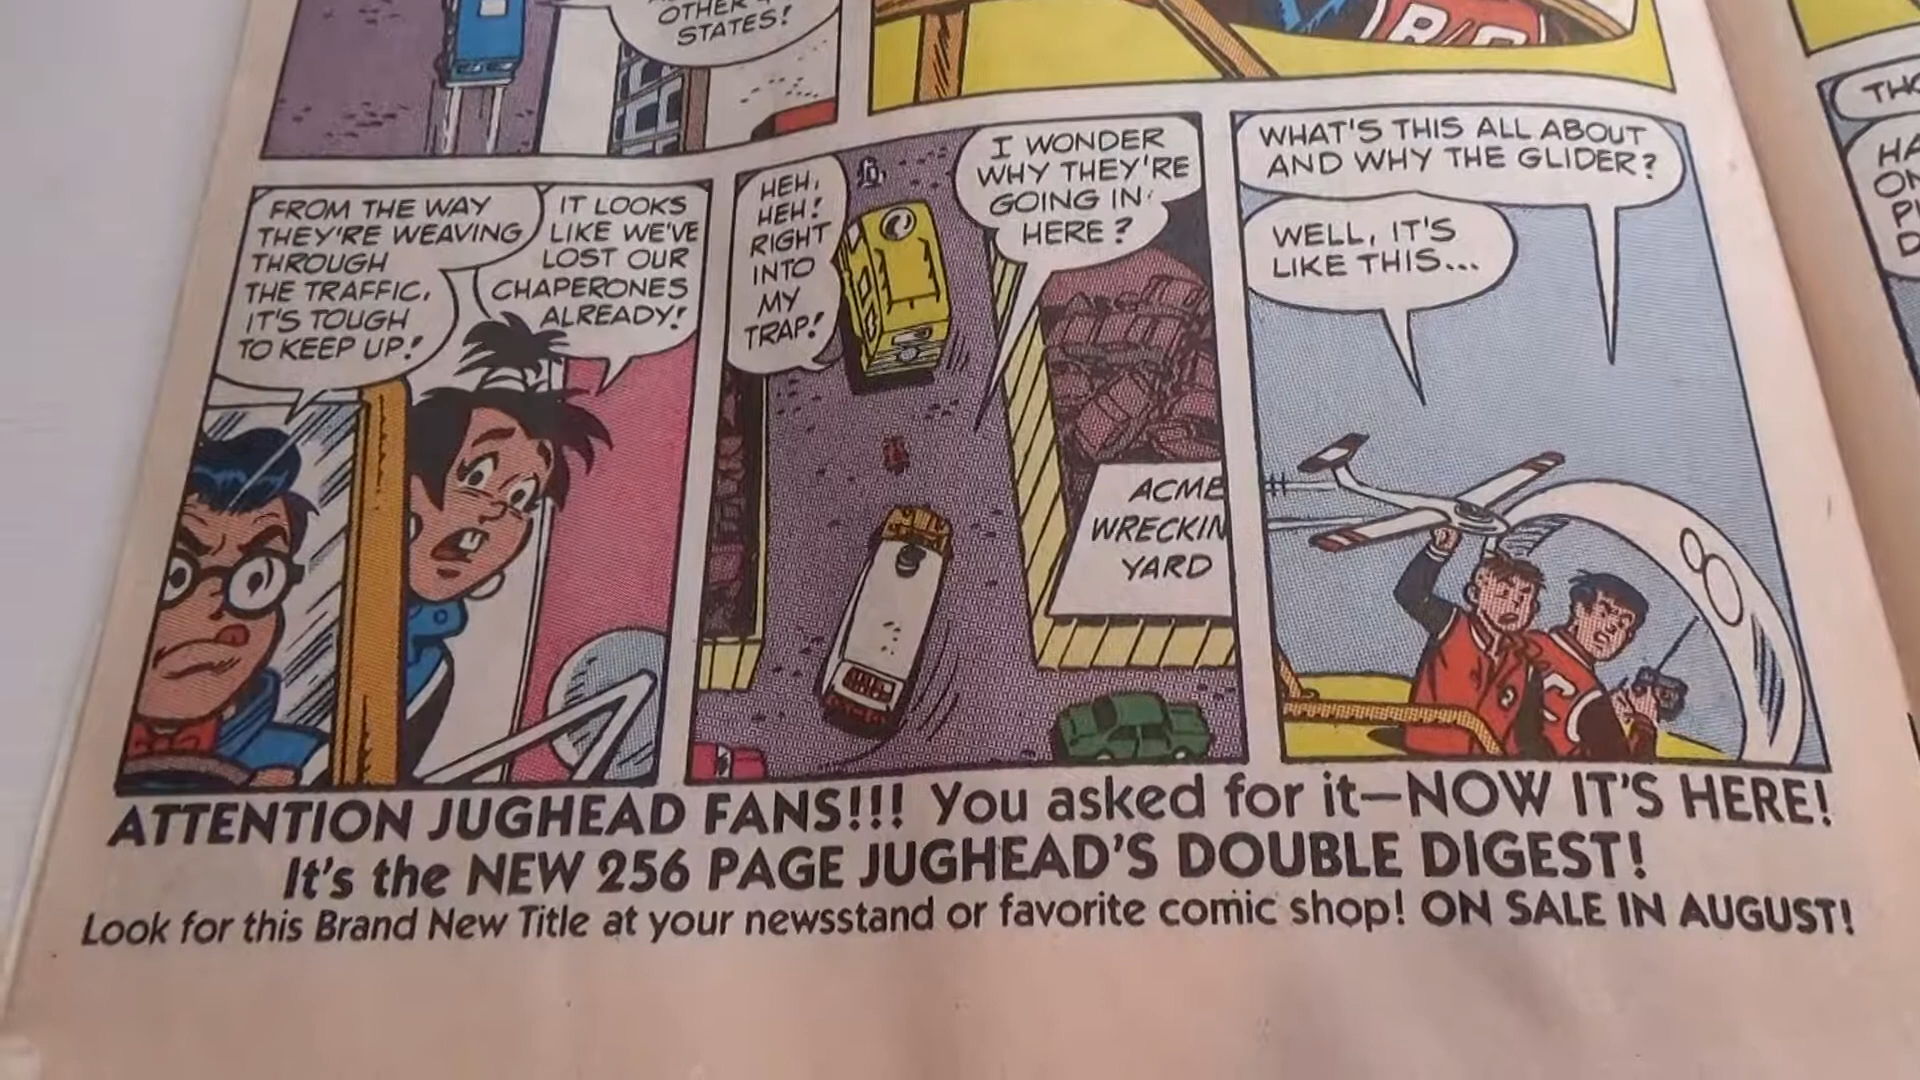 OTHER
STATES!
FROM THE WAY
THEY'RE WEAVING
THROUGH
THE TRAFFIC,
IT'S TOUGH
TO KEEP UP!
IT LOOKS
LIKE WE'VE
LOST OUR
CHAPERONES
ALREADY!
HEH,
HEH!
RIGHT
INTO
MY
TRAP!
I WONDER
WHY THEY'RE
GOING IN
HERE?
ACME
WRECKIN
YARD
WHAT'S THIS ALL ABOUT
AND WHY THE GLIDER?
WELL, IT'S
LIKE THIS...
ATTENTION JUGHEAD FANS!!! You asked for it—NOW IT'S HERE!
It's the NEW 256 PAGE JUGHEAD'S DOUBLE DIGEST!
Look for this Brand New Title at your newsstand or favorite comic shop! ON SALE IN AUGUST!